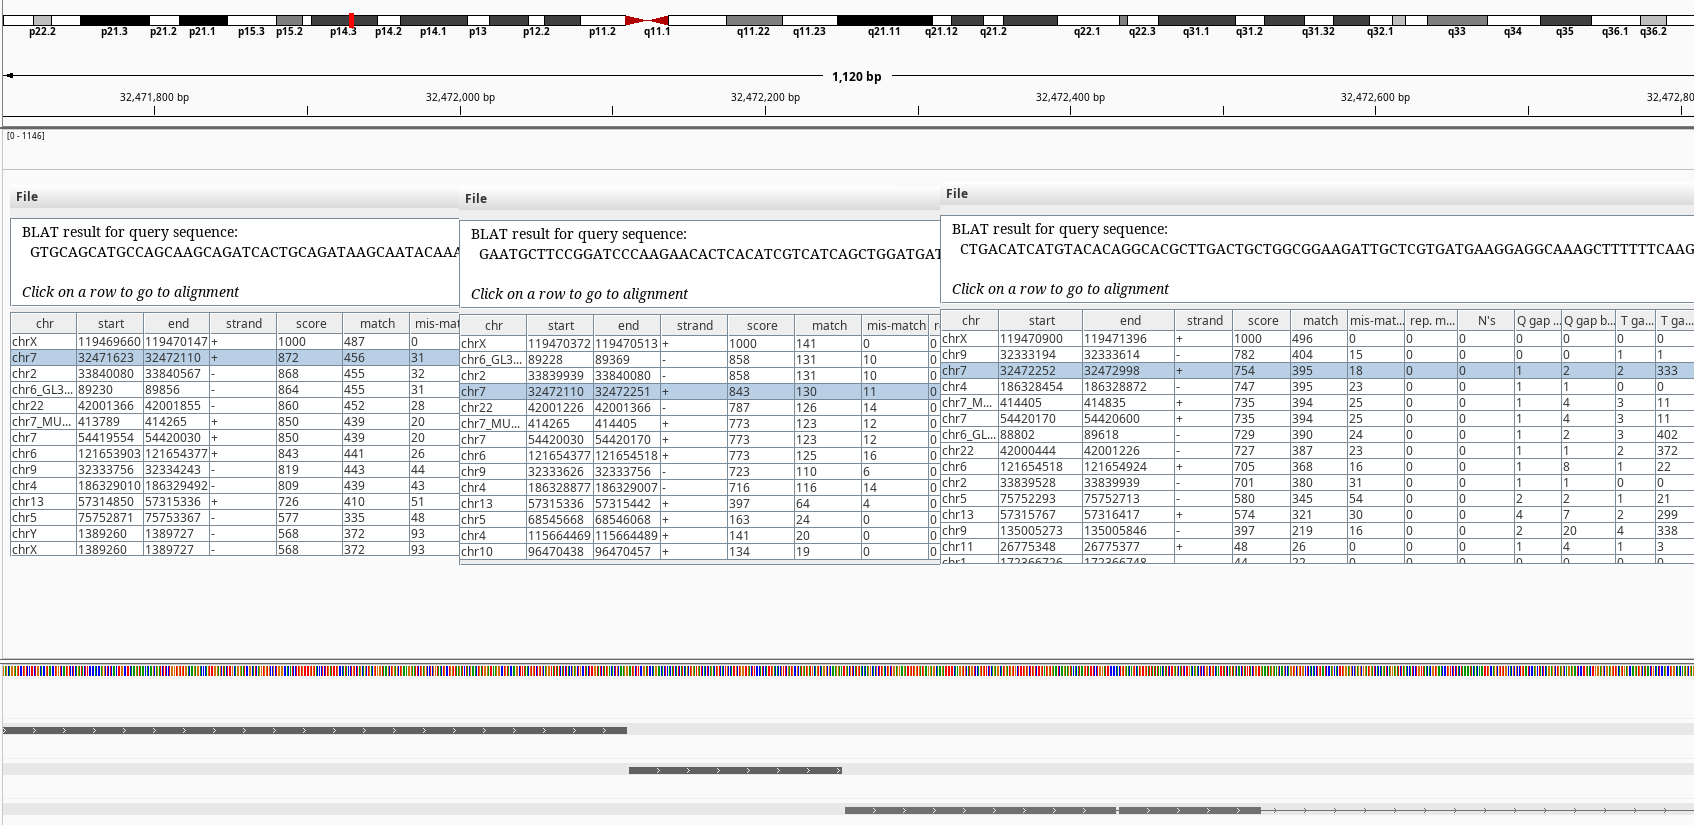 p22.2 p21.3 p21.2 p21.1 p15.3 p15.2 p14.3 p14.2 p14.1 p13 p12.2 p11.2 q11.1 q11.22 q11.23 q21.11 q21.12 q21.2 q22.1 q22.3 q31.1 q31.2 q31.32 q32.1 q33 q34 q35 q36.1 q36.2
1,120 bp
32,471,800 bp 32,472,000 bp 32,472,200 bp 32,472,400 bp 32,472,600 bp 32,472,80
[0 - 1146]
File
BLAT result for query sequence:
GTGCAGCATGCCAGCAAGCAGATCACTGCAGATAAGCAATACAAA
Click on a row to go to alignment
chr start end strand score match mis-mat
chrX 119469660 119470147 + 1000 487 0
chr7 32471623 32472110 + 872 456 31
chr2 33840080 33840567 - 868 455 32
chr6_GL3... 89230 89856 - 864 455 31
chr22 42001366 42001855 - 860 452 28
chr7_MU... 413789 414265 + 850 439 20
chr7 54419554 54420030 + 850 439 20
chr6 121653903 121654377 + 843 441 26
chr9 32333756 32334243 - 819 443 44
chr4 186329010 186329492 - 809 439 43
chr13 57314850 57315336 + 726 410 51
chr5 75752871 75753367 - 577 335 48
chrY 1389260 1389727 - 568 372 93
chrX 1389260 1389727 - 568 372 93
File
BLAT result for query sequence:
GAATGCTTCCGGATCCCAAGAACACTCACATCGTCATCAGCTGGATGAT
Click on a row to go to alignment
chr start end strand score match mis-match r
chrX 119470372 119470513 + 1000 141 0 0
chr6_GL3... 89228 89369 - 858 131 10 0
chr2 33839939 33840080 - 858 131 10 0
chr7 32472110 32472251 + 843 130 11 0
chr22 42001226 42001366 - 787 126 14 0
chr7_MU... 414265 414405 + 773 123 12 0
chr7 54420030 54420170 + 773 123 12 0
chr6 121654377 121654518 + 773 125 16 0
chr9 32333626 32333756 - 723 110 6 0
chr4 186328877 186329007 - 716 116 14 0
chr13 57315336 57315442 + 397 64 4 0
chr5 68545668 68546068 + 163 24 0 0
chr4 115664469 115664489 + 141 20 0 0
chr10 96470438 96470457 + 134 19 0 0
File
BLAT result for query sequence:
CTGACATCATGTACACAGGCACGCTTGACTGCTGGCGGAAGATTGCTCGTGATGAAGGAGGCAAAGCTTTTTTCAAG
Click on a row to go to alignment
chr start end strand score match mis-mat... rep. m... N's Q gap ... Q gap b... T ga... T ga...
chrX 119470900 119471396 + 1000 496 0 0 0 0 0 0 0
chr9 32333194 32333614 - 782 404 15 0 0 0 0 1 1
chr7 32472252 32472998 + 754 395 18 0 0 1 2 2 333
chr4 186328454 186328872 - 747 395 23 0 0 1 1 0 0
chr7_M... 414405 414835 + 735 394 25 0 0 1 4 3 11
chr7 54420170 54420600 + 735 394 25 0 0 1 4 3 11
chr6_GL... 88802 89618 - 729 390 24 0 0 1 2 3 402
chr22 42000444 42001226 - 727 387 23 0 0 1 1 2 372
chr6 121654518 121654924 + 705 368 16 0 0 1 8 1 22
chr2 33839528 33839939 - 701 380 31 0 0 1 1 0 0
chr5 75752293 75752713 - 580 345 54 0 0 2 2 1 21
chr13 57315767 57316417 + 574 321 30 0 0 4 7 2 299
chr9 135005273 135005846 - 397 219 16 0 0 2 20 4 338
chr11 26775348 26775377 + 48 26 0 0 0 1 4 1 3